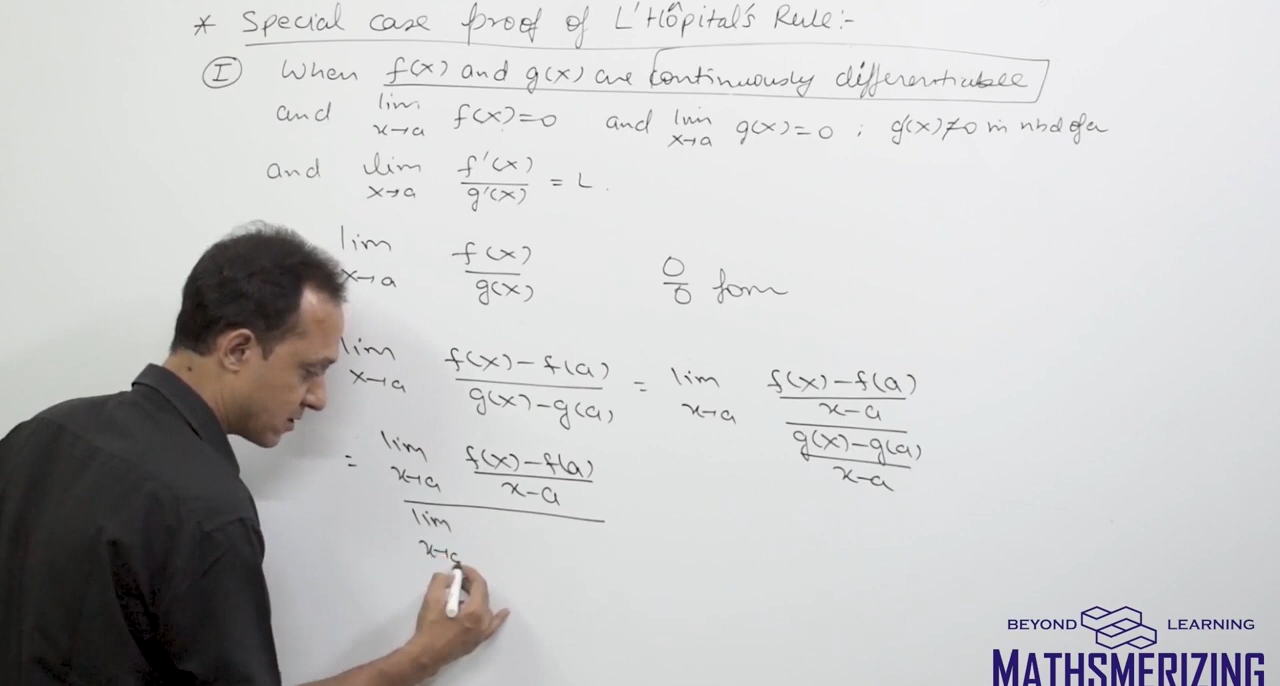 * Special case proof of L'Hôpital's Rule:-
I When f(x) and g(x) are continuously differentiable
and lim x→a f(x)=0 and lim x→a g(x)=0 ; g'(x)≠0 in nbd of a
and lim x→a f'(x)/g'(x) = L.
lim x→a f(x)/g(x) 0/0 form
lim x→a (f(x)-f(a))/(g(x)-g(a)) = lim x→a ((f(x)-f(a))/(x-a))/((g(x)-g(a))/(x-a))
= lim x→a (f(x)-f(a))/(x-a)
lim x→a
BEYOND LEARNING
MATHSMERIZING